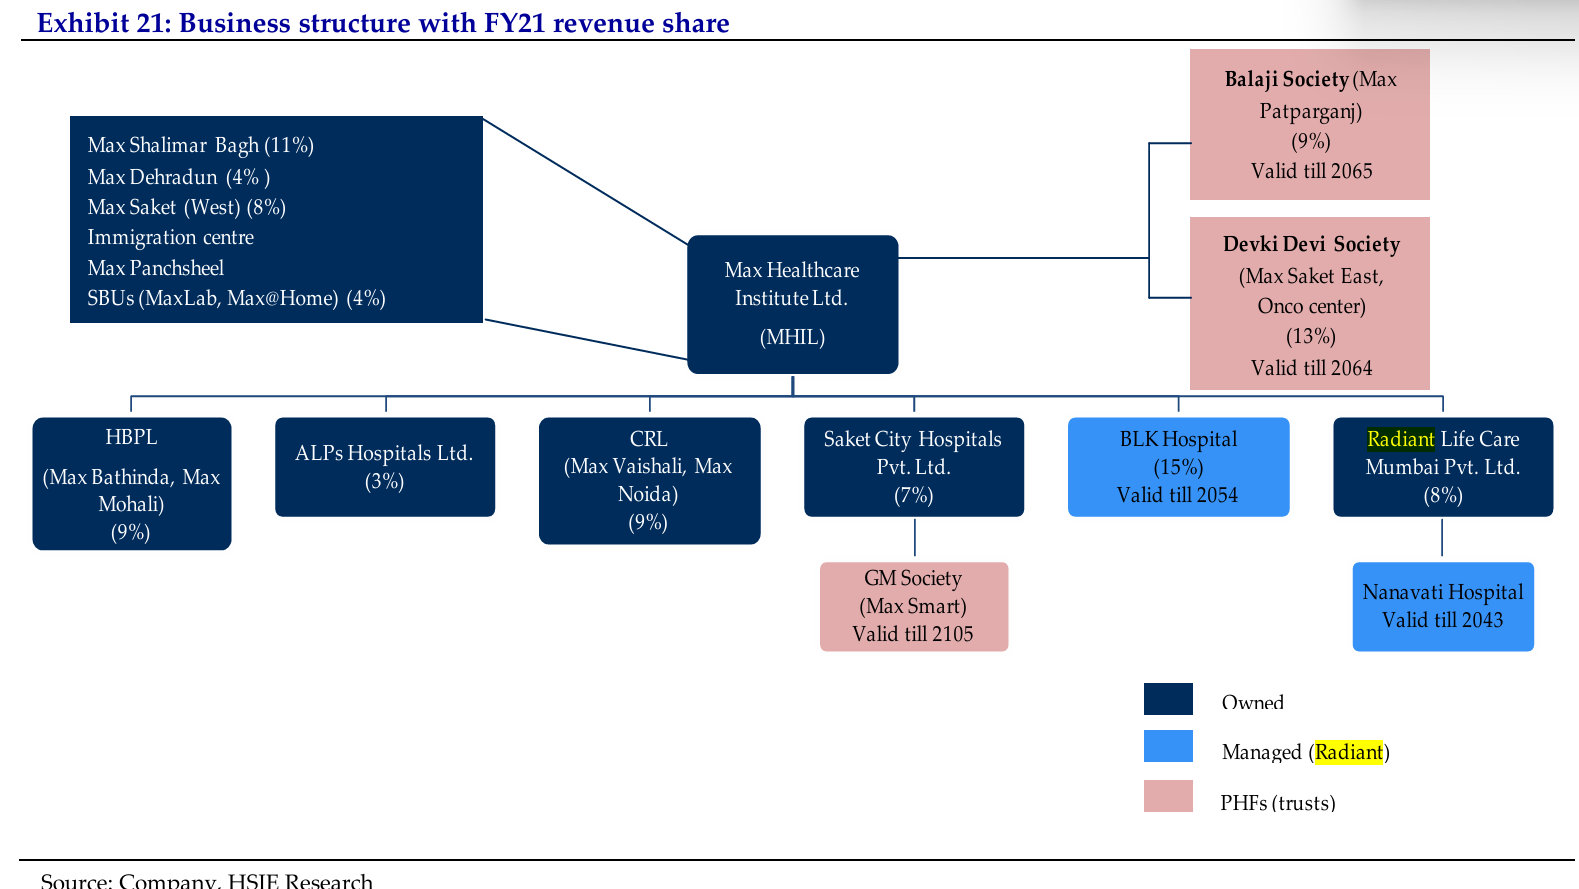 Exhibit 21: Business structure with FY21 revenue share
Max Shalimar Bagh (11%)
Max Dehradun (4% )
Max Saket (West) (8%)
Immigration centre
Max Panchsheel
SBUs (MaxLab, Max@Home) (4%)
Max Healthcare
Institute Ltd.
(MHIL)
Balaji Society (Max
Patparganj)
(9%)
Valid till 2065
Devki Devi Society
(Max Saket East,
Onco center)
(13%)
Valid till 2064
HBPL
(Max Bathinda, Max
Mohali)
(9%)
ALPs Hospitals Ltd.
(3%)
CRL
(Max Vaishali, Max
Noida)
(9%)
Saket City Hospitals
Pvt. Ltd.
(7%)
BLK Hospital
(15%)
Valid till 2054
Radiant Life Care
Mumbai Pvt. Ltd.
(8%)
GM Society
(Max Smart)
Valid till 2105
Nanavati Hospital
Valid till 2043
Owned
Managed (Radiant)
PHFs (trusts)
Source: Company, HSIE Research